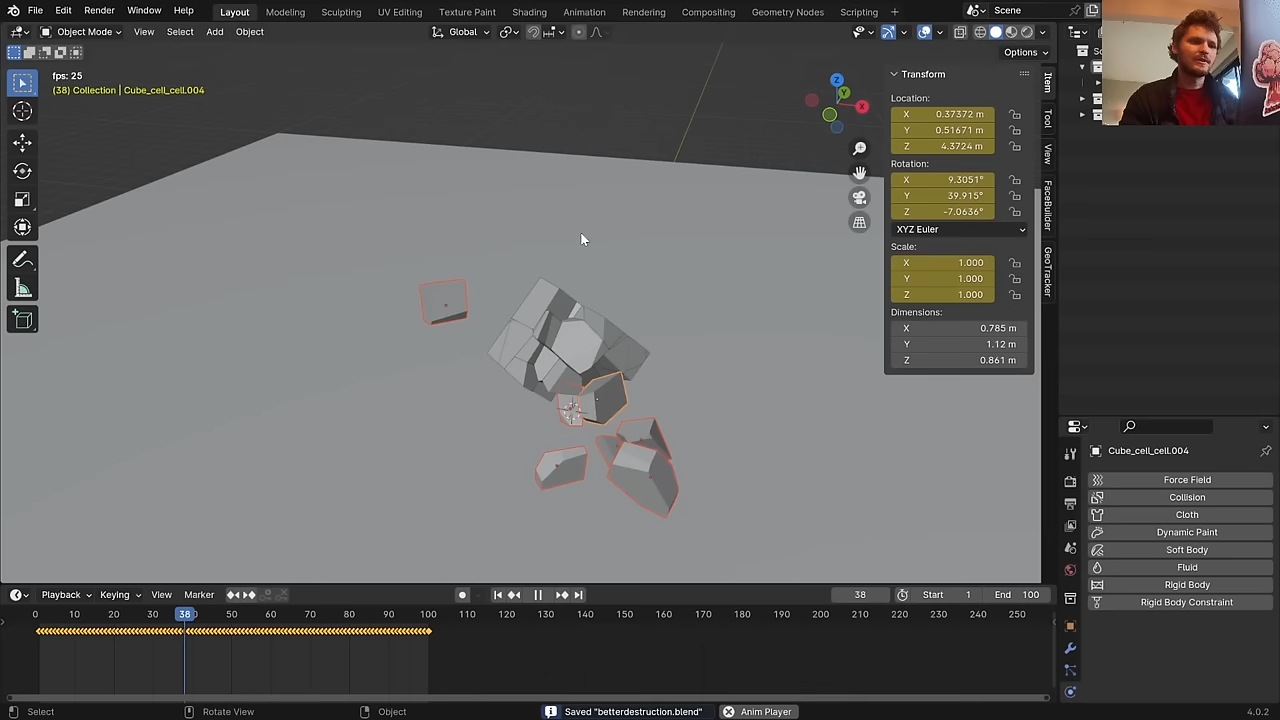 File Edit Render Window Help
Layout Modeling Sculpting UV Editing Texture Paint Shading Animation Rendering Compositing Geometry Nodes Scripting +
Scene
Object Mode View Select Add Object
Global
Options
fps: 25
(38) Collection | Cube_cell_cell.004
Z
Y
X
Transform
Location:
X 0.37372 m
Y 0.51671 m
Z 4.3724 m
Rotation:
X 9.3051°
Y 39.915°
Z -7.0636°
XYZ Euler
Scale:
X 1.000
Y 1.000
Z 1.000
Dimensions:
X 0.785 m
Y 1.12 m
Z 0.861 m
Item
Tool
View
FaceBuilder
GeoTracker
Cube_cell_cell.004
Force Field
Collision
Cloth
Dynamic Paint
Soft Body
Fluid
Rigid Body
Rigid Body Constraint
Playback Keying View Marker
38 Start 1 End 100
0 10 20 30 38 50 60 70 80 90 100 110 120 130 140 150 160 170 180 190 200 210 220 230 240 250
Select Rotate View Object Saved "betterdestruction.blend" Anim Player 4.0.2